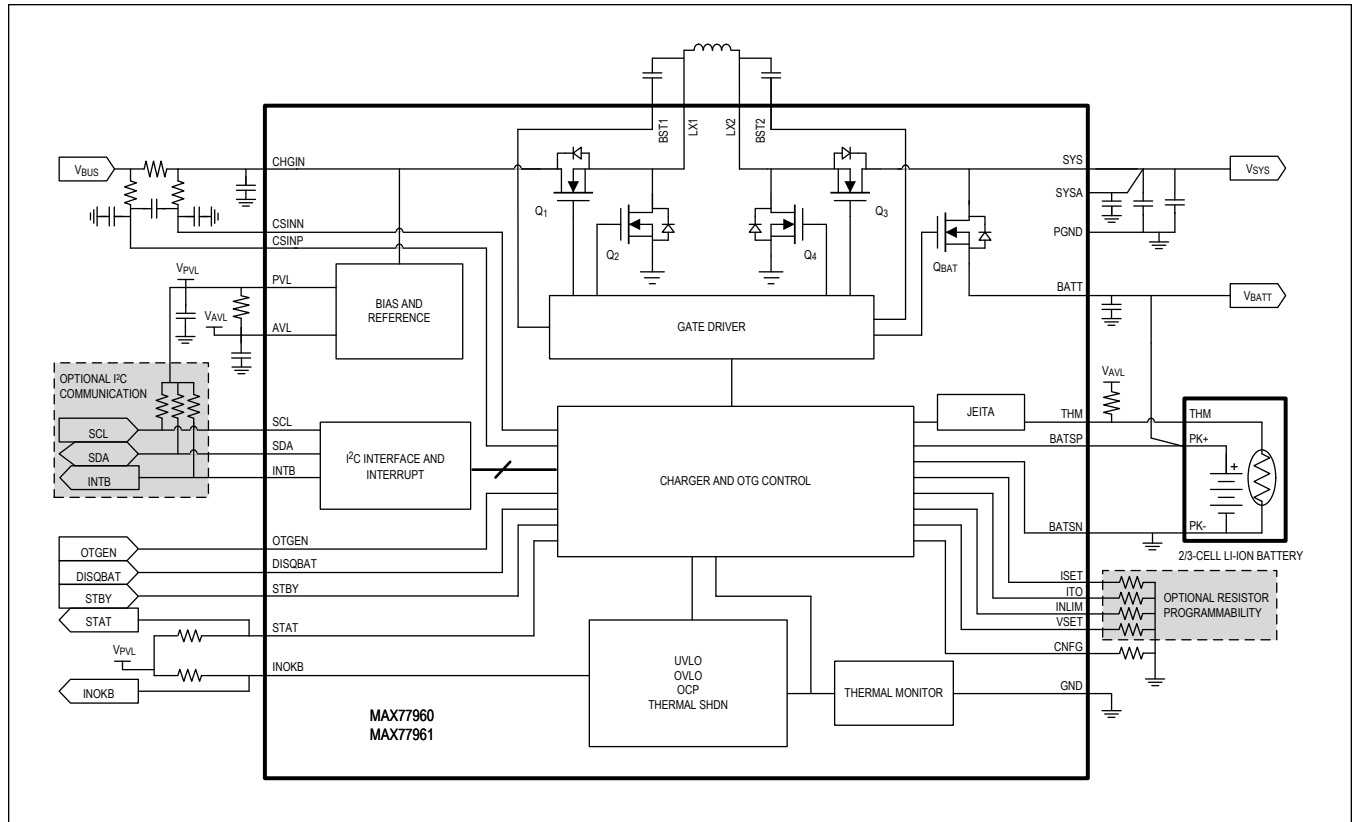 BST1
LX1
LX2
BST2
VBUS
CHGIN
SYS
VSYS
SYSA
Q1
Q3
CSINN
Q2
Q4
QBAT
PGND
CSINP
VPVL
PVL
BATT
VBATT
BIAS AND
REFERENCE
GATE DRIVER
VAVL
AVL
OPTIONAL I²C
COMMUNICATION
VAVL
JEITA
THM
THM
SCL
SCL
BATSP
PK+
SDA
SDA
I²C INTERFACE AND
INTERRUPT
CHARGER AND OTG CONTROL
+
INTB
INTB
BATSN
PK-
OTGEN
OTGEN
2/3-CELL LI-ION BATTERY
DISQBAT
DISQBAT
ISET
STBY
STBY
ITO
OPTIONAL RESISTOR
PROGRAMMABILITY
INLIM
STAT
STAT
VSET
VPVL
CNFG
UVLO
OVLO
OCP
THERMAL SHDN
INOKB
INOKB
THERMAL MONITOR
GND
MAX77960
MAX77961